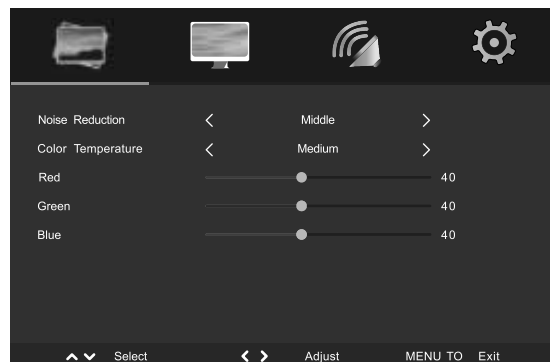 Noise Reduction Middle
Color Temperature Medium
Red 40
Green 40
Blue 40
Select Adjust MENU TO Exit